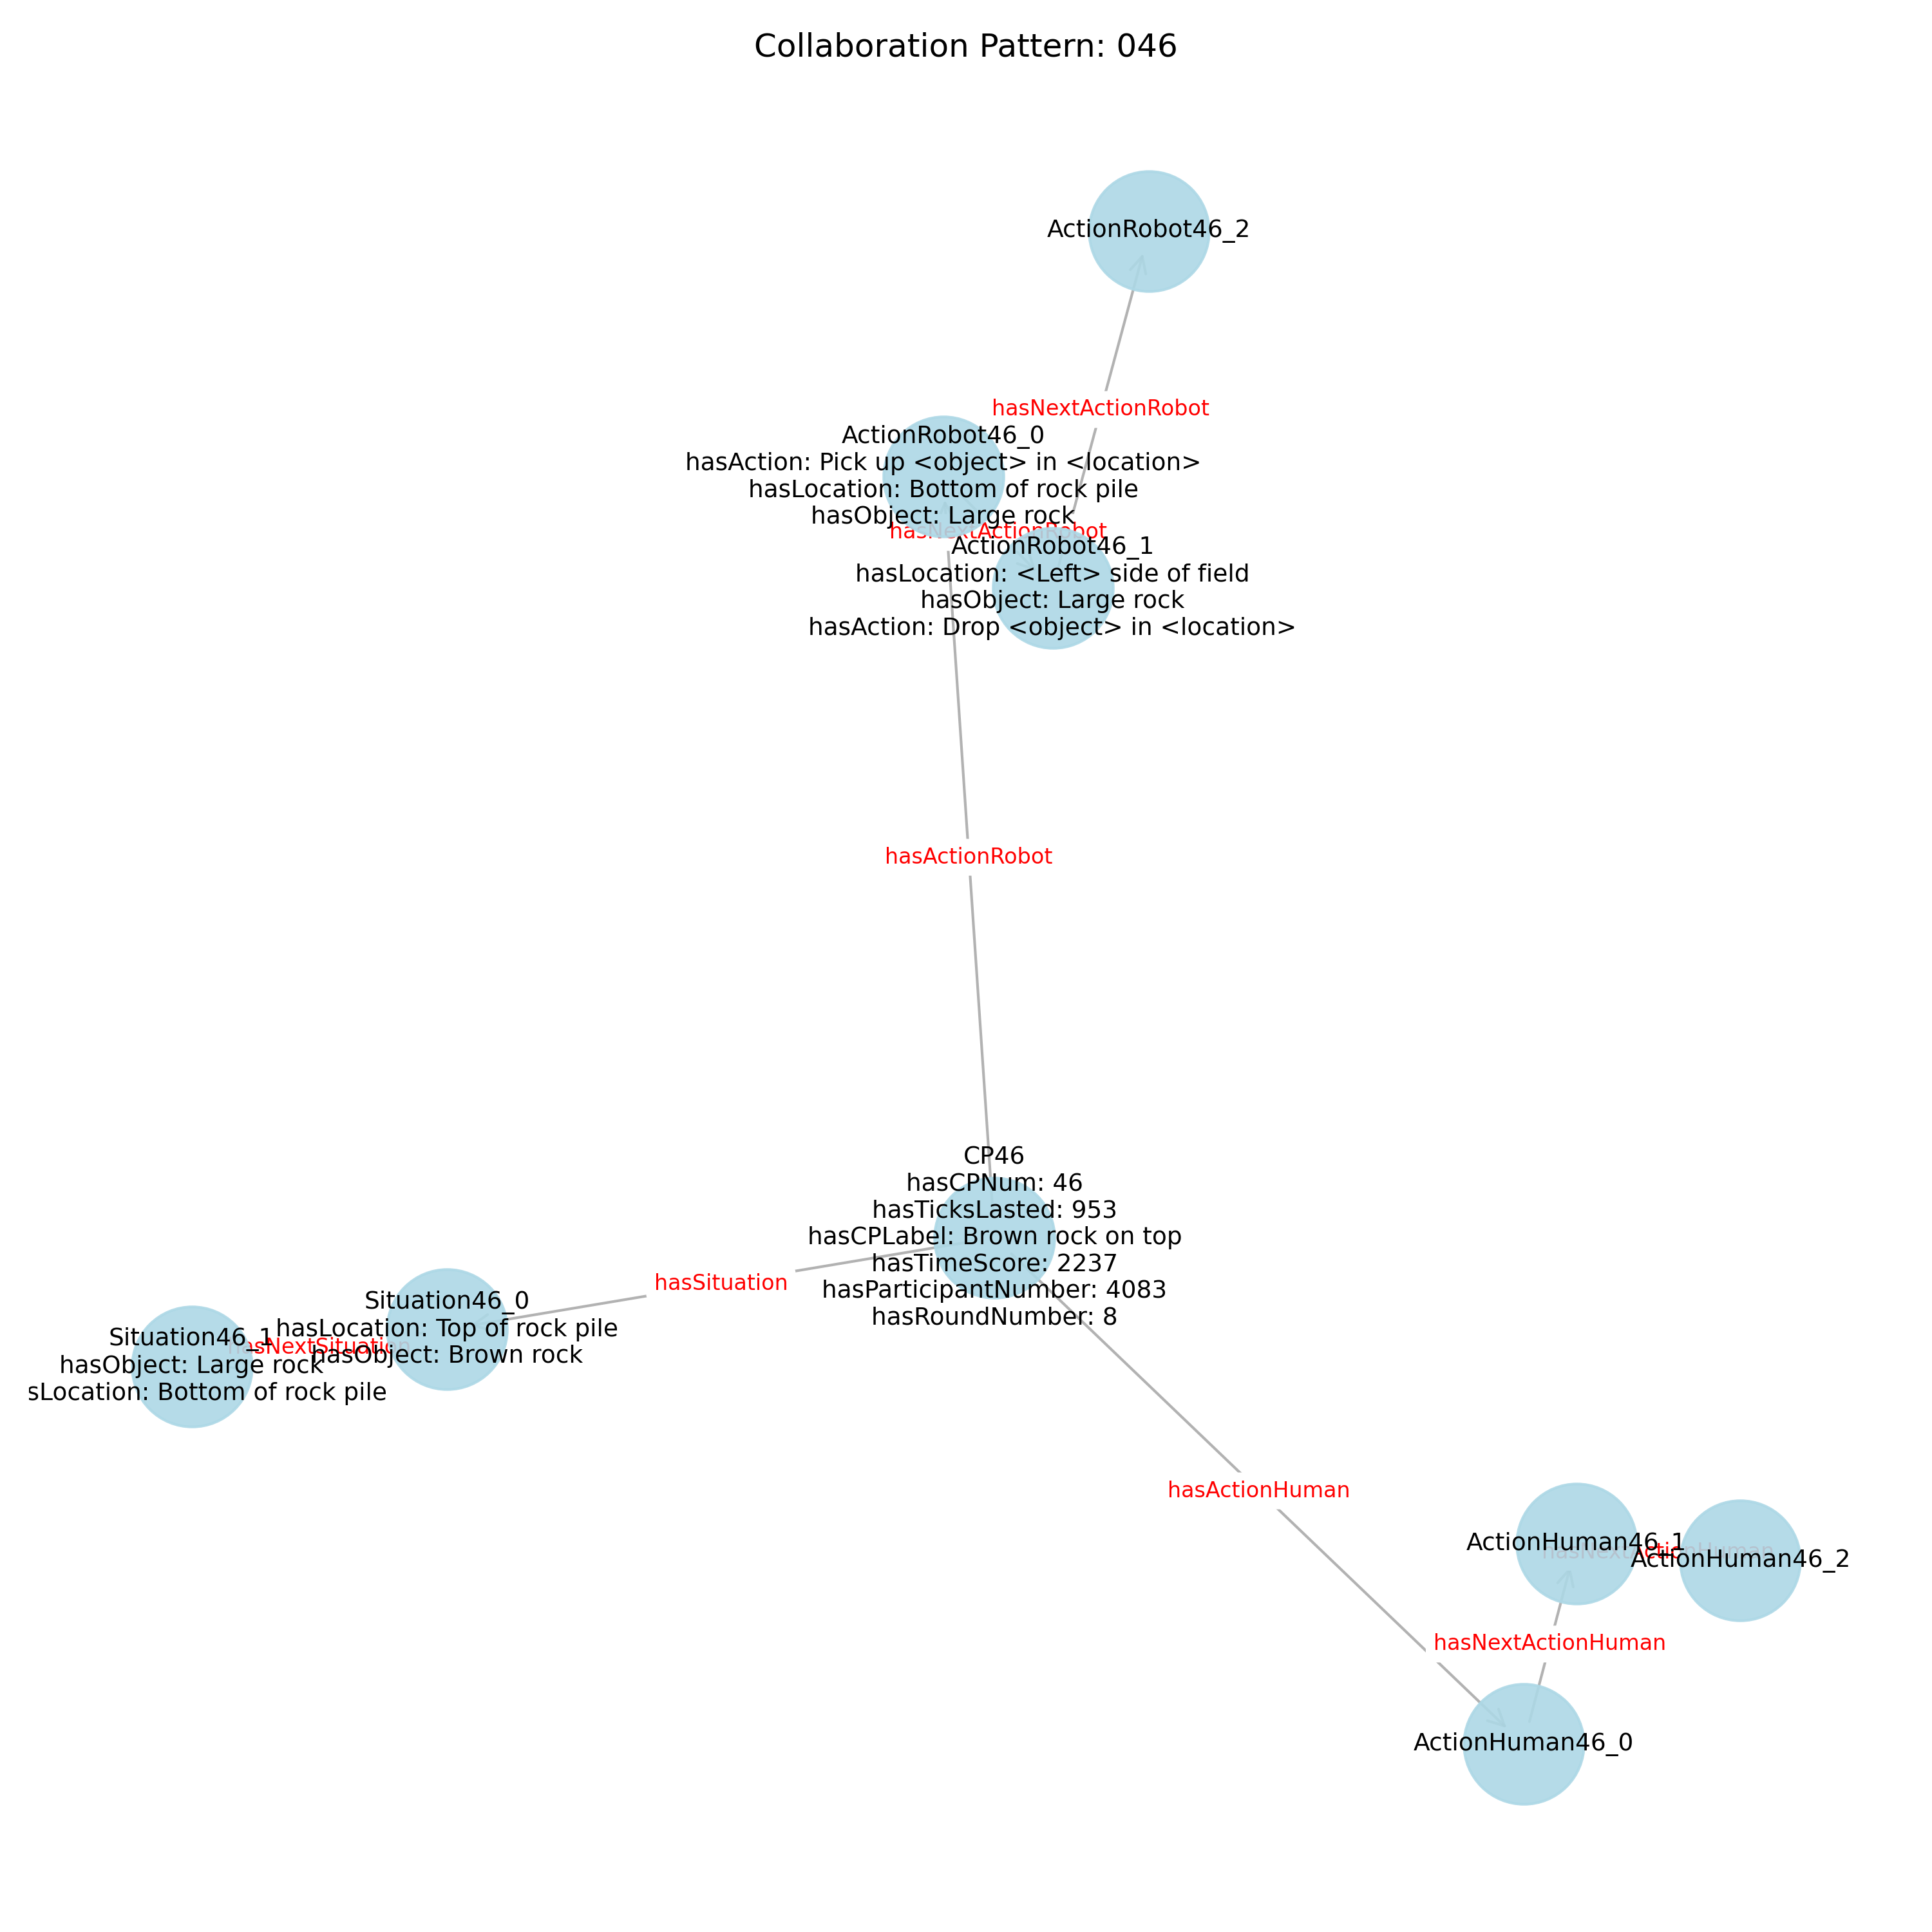 Collaboration Pattern: 046
ActionRobot46_2
hasNextActionRobot
ActionRobot46_0
hasAction: Pick up <object> in <location>
hasLocation: Bottom of rock pile
hasObject: Large rock
hasNextActionRobot
ActionRobot46_1
hasLocation: <Left> side of field
hasObject: Large rock
hasAction: Drop <object> in <location>
hasActionRobot
CP46
hasCPNum: 46
hasTicksLasted: 953
hasCPLabel: Brown rock on top
hasTimeScore: 2237
hasParticipantNumber: 4083
hasRoundNumber: 8
hasSituation
Situation46_0
hasLocation: Top of rock pile
hasObject: Brown rock
hasNextSituation
Situation46_1
hasObject: Large rock
sLocation: Bottom of rock pile
hasActionHuman
ActionHuman46_1
hasNextActionHuman
ActionHuman46_2
hasNextActionHuman
ActionHuman46_0